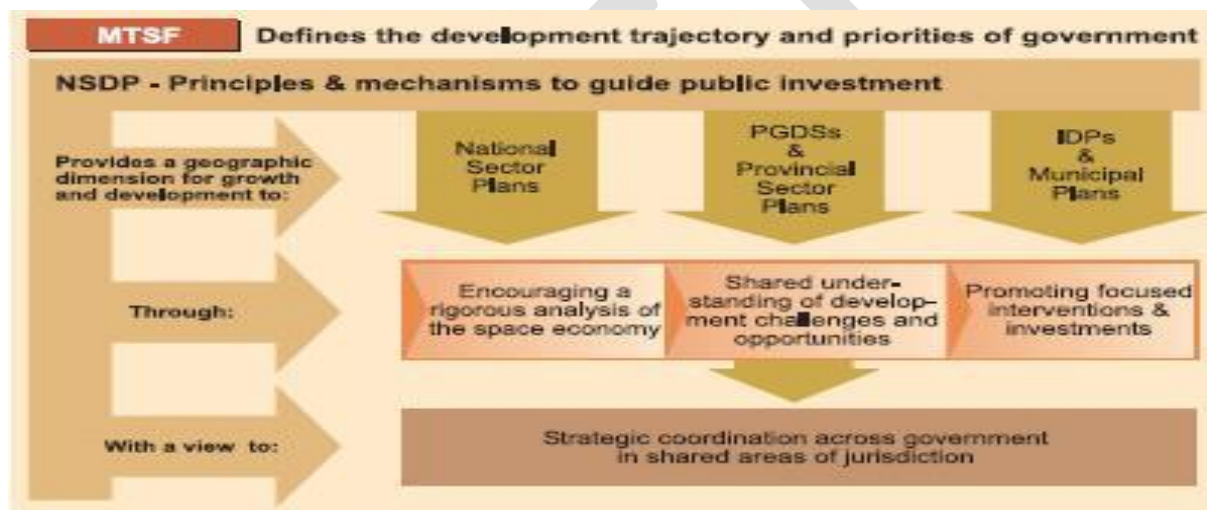 MTSF Defines the development trajectory and priorities of government
NSDP - Principles & mechanisms to guide public investment
Provides a geographic
dimension for growth
and development to:
National
Sector
Plans
PGDSs
&
Provincial
Sector
Plans
IDPs
&
Municipal
Plans
Through:
Encouraging a
rigorous analysis of
the space economy
Shared under-
standing of develop-
ment challenges and
opportunities
Promoting focused
interventions &
investments
With a view to:
Strategic coordination across government
in shared areas of jurisdiction